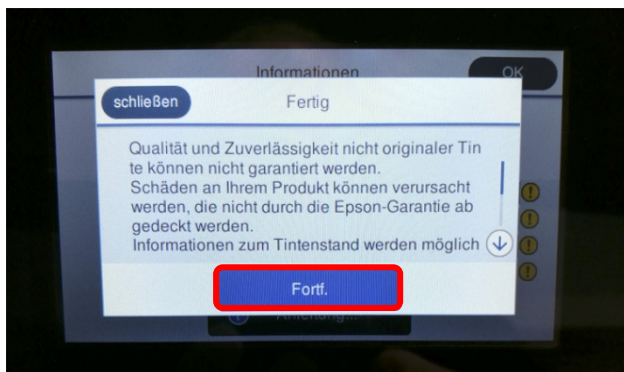 Informationen
OK
schließen
Fertig
Qualität und Zuverlässigkeit nicht originaler Tin
te können nicht garantiert werden.
Schäden an Ihrem Produkt können verursacht
werden, die nicht durch die Epson-Garantie ab
gedeckt werden.
Informationen zum Tintenstand werden möglich
Fortf.
Anleitung...